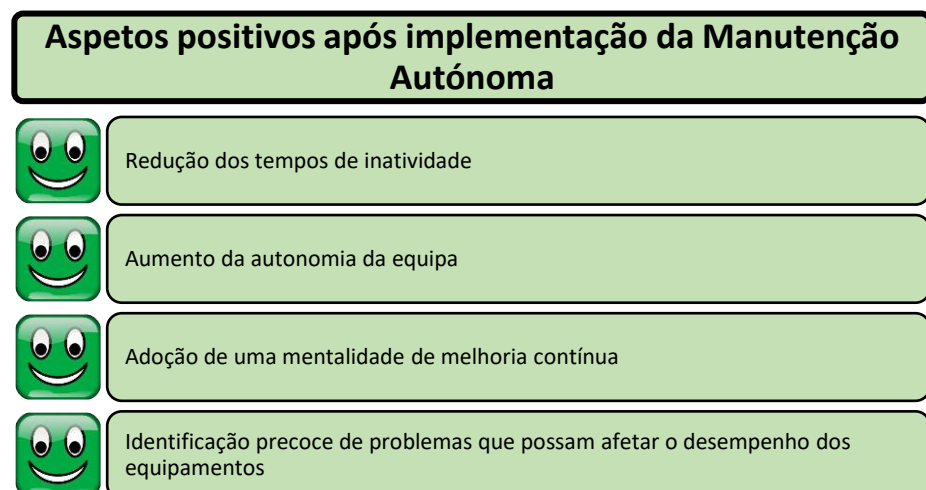 Aspetos positivos após implementação da Manutenção
Autónoma
Redução dos tempos de inatividade
Aumento da autonomia da equipa
Adoção de uma mentalidade de melhoria contínua
Identificação precoce de problemas que possam afetar o desempenho dos
equipamentos